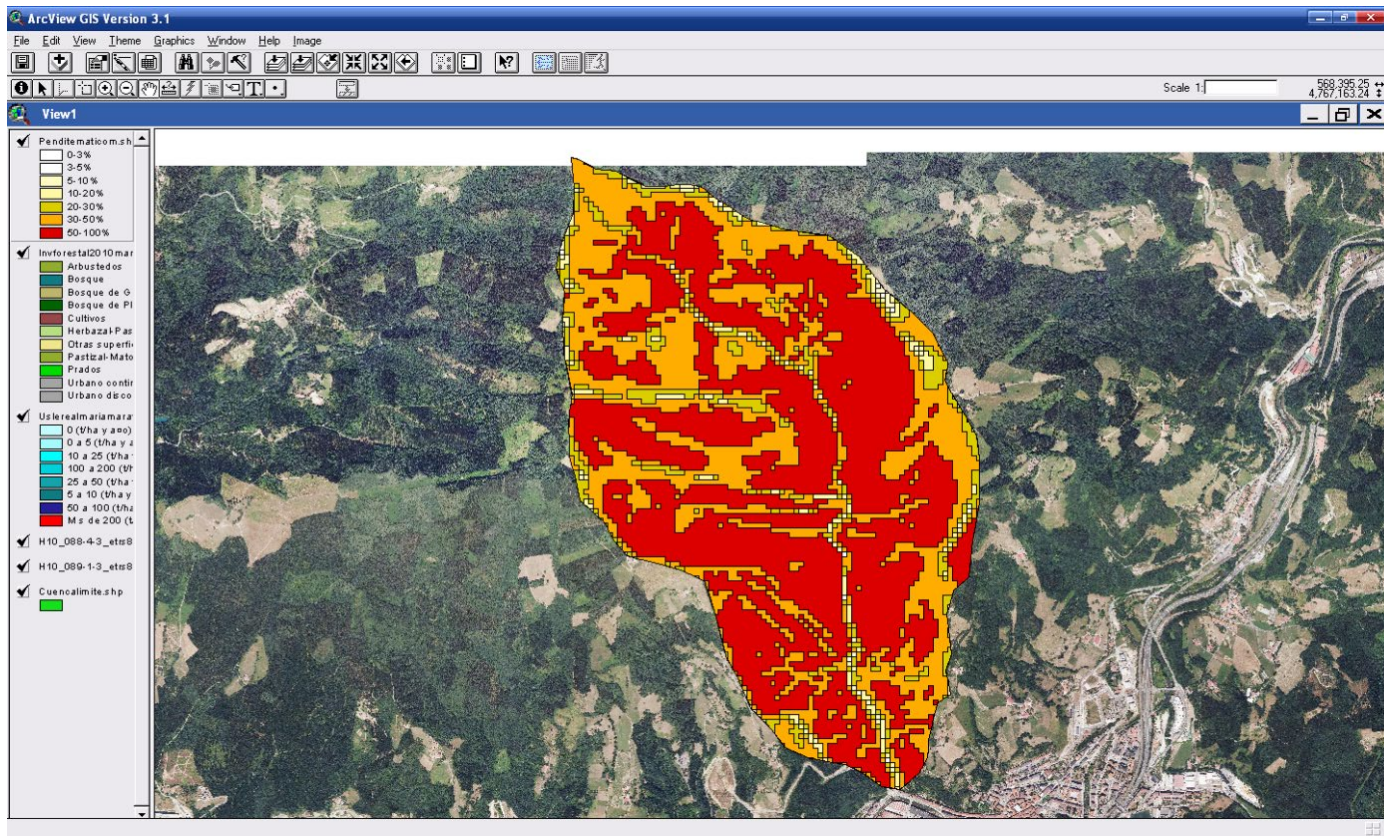 ArcView GIS Version 3.1
File Edit View Theme Graphics Window Help Image
Scale 1:
568,395.25
4,767,163.24
View1
Penditematicom.sh
0-3%
3-5%
5-10%
10-20%
20-30%
30-50%
50-100%
Invforestal2010mar
Arbustedos
Bosque
Bosque de G
Bosque de Pl
Cultivos
Herbazal-Pas
Otras superfi
Pastizal-Mato
Prados
Urbano contir
Urbano disco
Uslerealmariamara
0 (t/ha y a¤o)
0 a 5 (t/ha y a
10 a 25 (t/ha
100 a 200 (t/h
25 a 50 (t/ha
5 a 10 (t/ha y
50 a 100 (t/ha
M s de 200 (t
H10_088-4-3_etrs8
H10_089-1-3_etrs8
Cuencalimite.shp